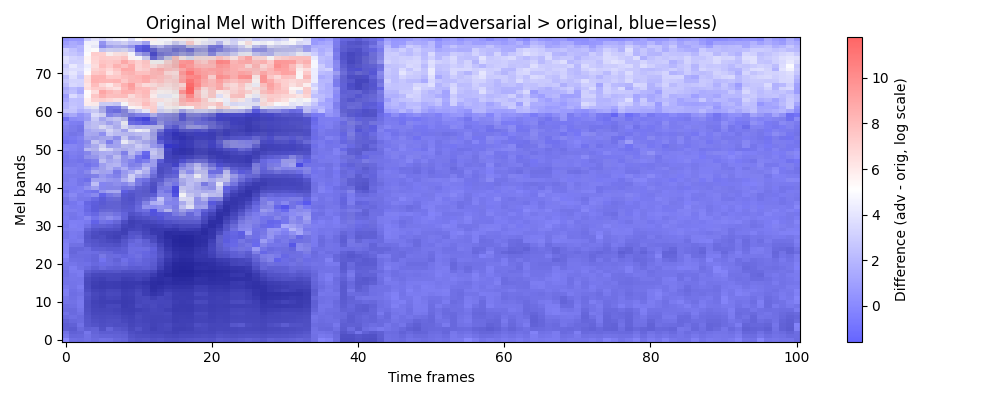 Original Mel with Differences (red=adversarial > original, blue=less)
Mel bands
70
60
50
40
30
20
10
0
0 20 40 60 80 100
Time frames
10
8
6
4
2
0
Difference (adv - orig, log scale)